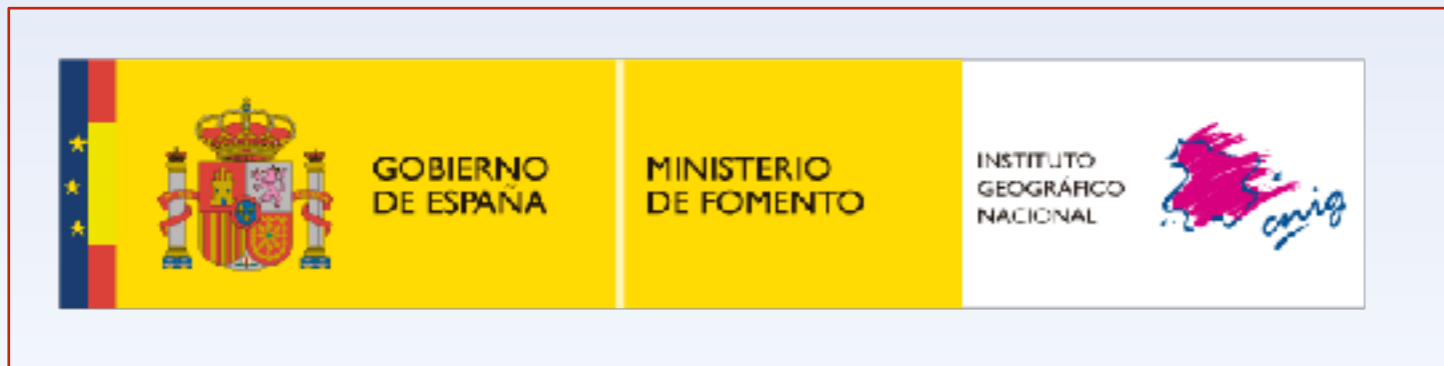 GOBIERNO
DE ESPAÑA
MINISTERIO
DE FOMENTO
INSTITUTO
GEOGRÁFICO
NACIONAL
cnig